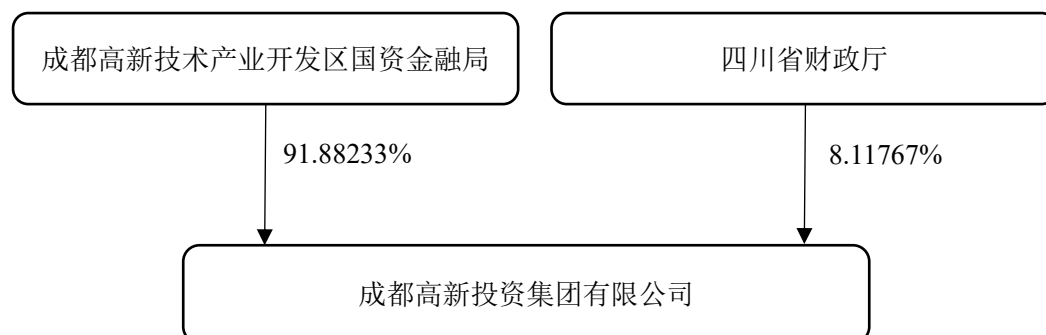 成都高新技术产业开发区国资金融局
四川省财政厅
91.88233%
8.11767%
成都高新投资集团有限公司